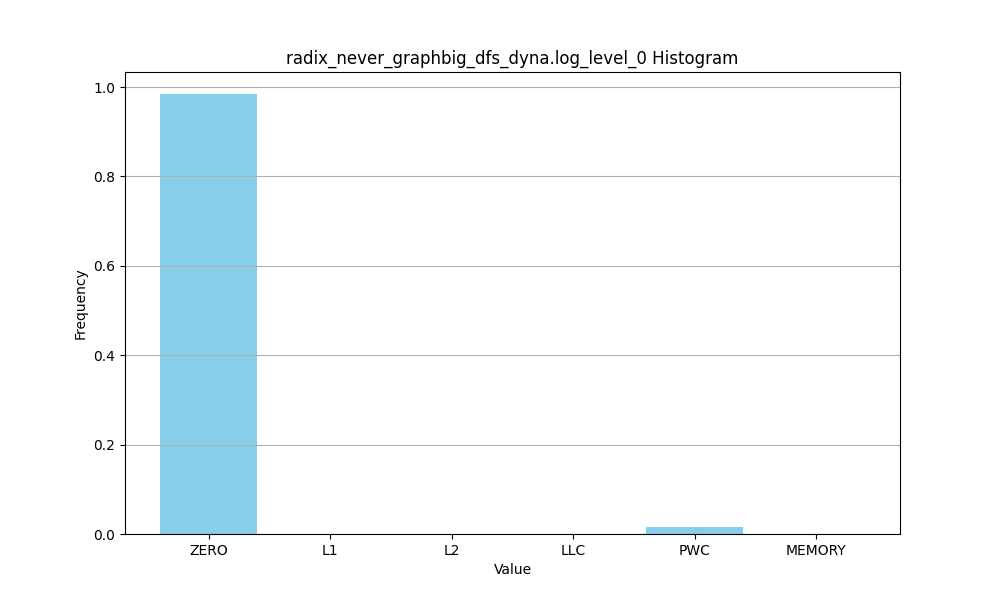 radix_never_graphbig_dfs_dyna.log_level_0 Histogram
Frequency
1.0
0.8
0.6
0.4
0.2
0.0
ZERO L1 L2 LLC PWC MEMORY
Value